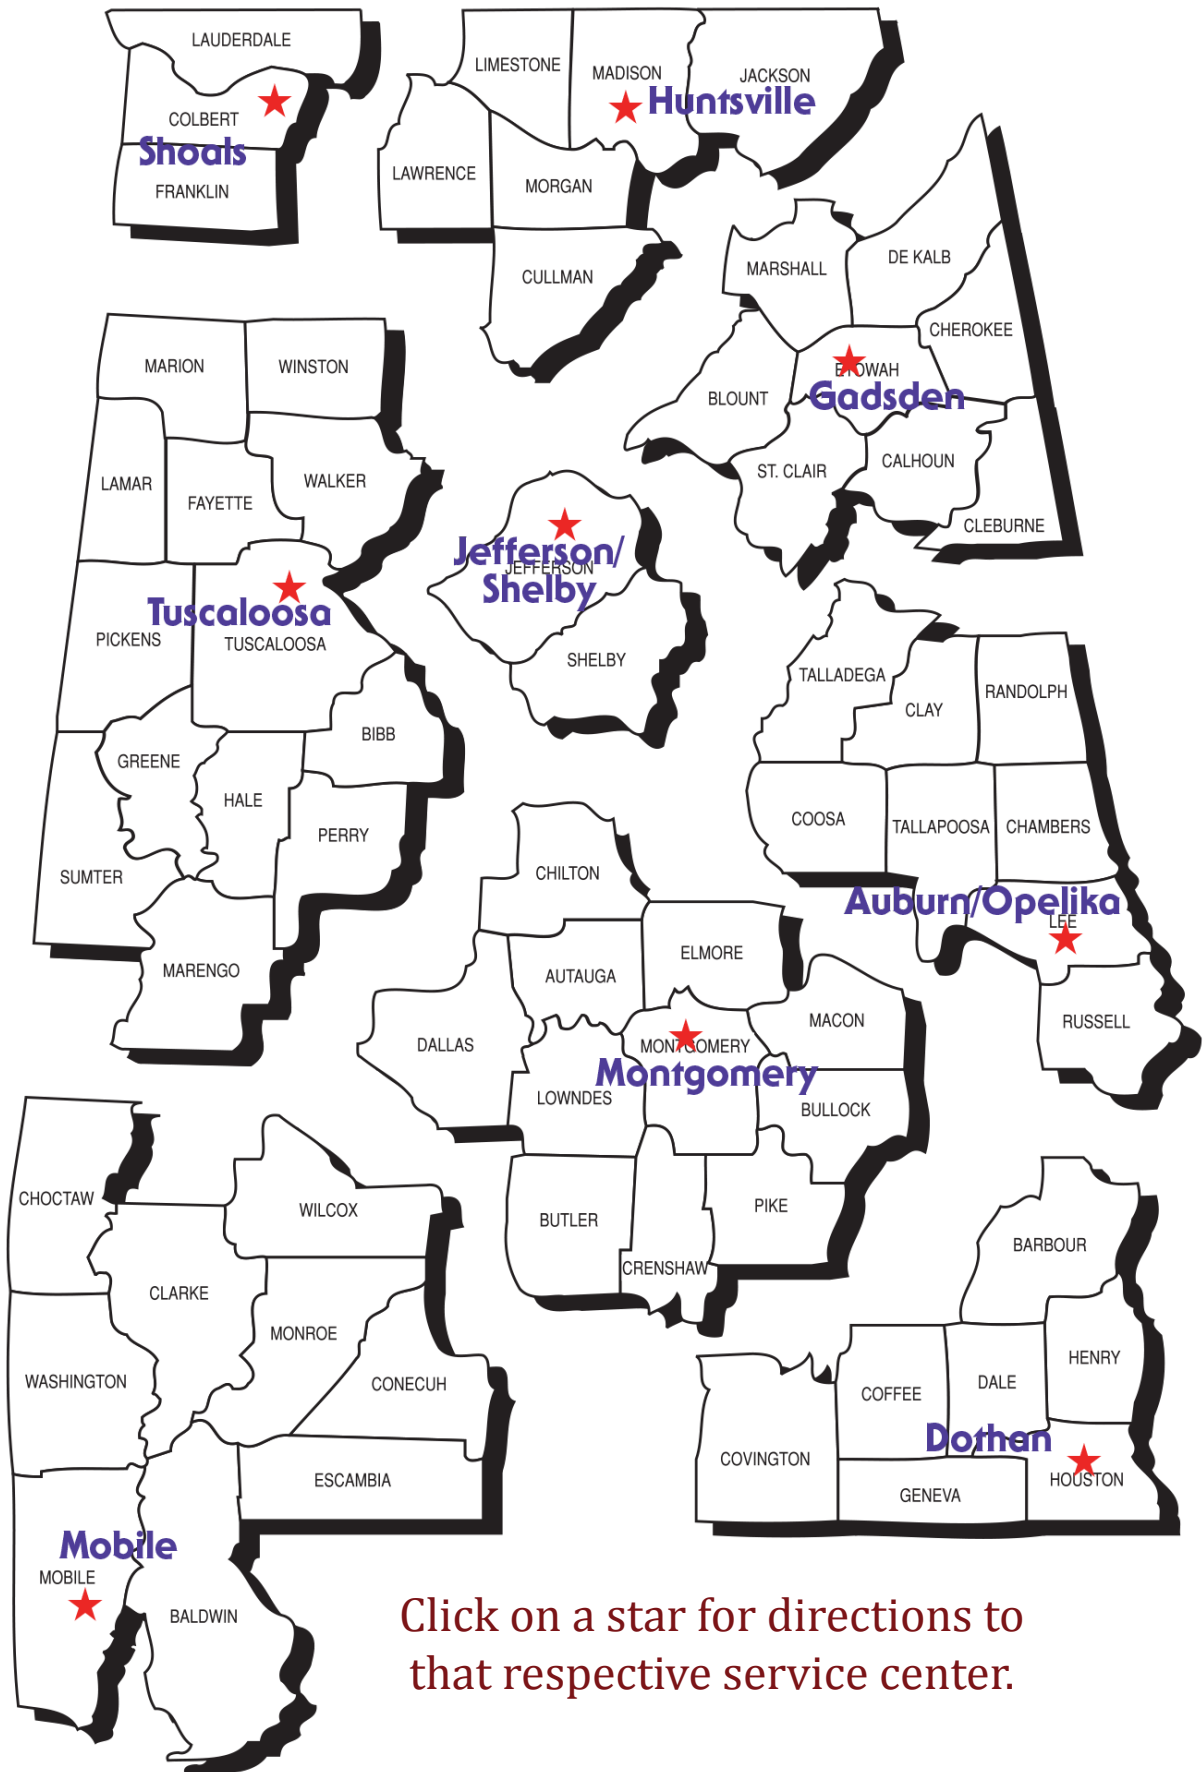 LAUDERDALE
COLBERT
Shoals
FRANKLIN
LIMESTONE
MADISON
JACKSON
Huntsville
LAWRENCE
MORGAN
CULLMAN
MARSHALL
DE KALB
CHEROKEE
ETOWAH
Gadsden
BLOUNT
ST. CLAIR
CALHOUN
CLEBURNE
MARION
WINSTON
LAMAR
FAYETTE
WALKER
Tuscaloosa
PICKENS
TUSCALOOSA
BIBB
GREENE
HALE
PERRY
SUMTER
MARENGO
Jefferson/
JEFFERSON
Shelby
SHELBY
TALLADEGA
CLAY
RANDOLPH
COOSA
TALLAPOOSA
CHAMBERS
Auburn/Opelika
LEE
RUSSELL
CHILTON
AUTAUGA
ELMORE
DALLAS
MACON
MONTGOMERY
Montgomery
LOWNDES
BULLOCK
BUTLER
PIKE
CRENSHAW
CHOCTAW
WILCOX
CLARKE
MONROE
WASHINGTON
CONECUH
ESCAMBIA
Mobile
MOBILE
BALDWIN
BARBOUR
HENRY
COFFEE
DALE
Dothan
COVINGTON
HOUSTON
GENEVA
Click on a star for directions to
that respective service center.